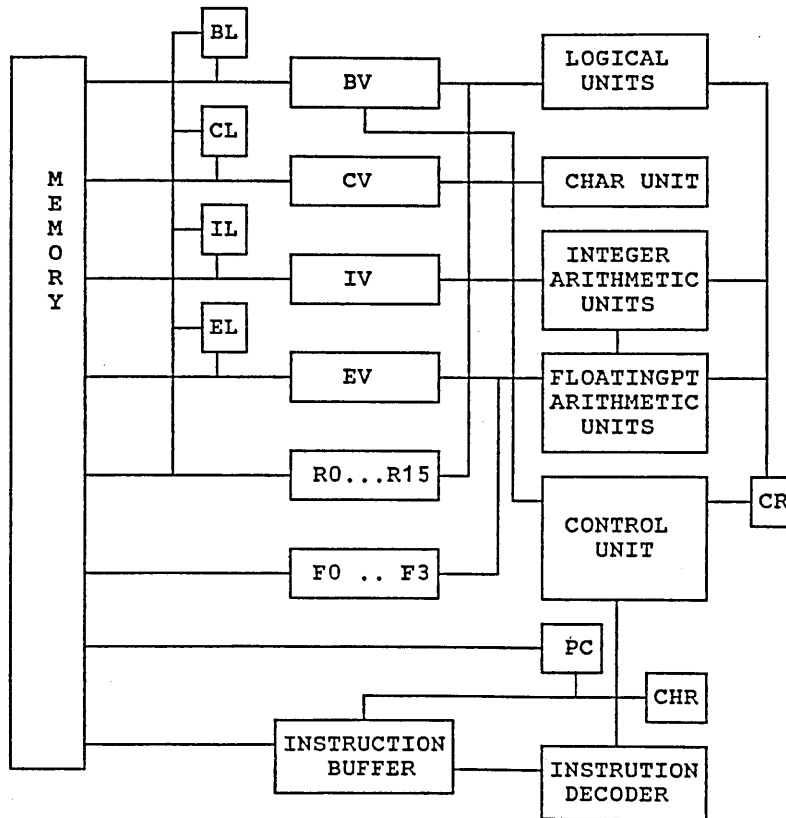 BL
BV
LOGICAL
UNITS
CL
CV
CHAR UNIT
MEMORY
IL
IV
INTEGER
ARITHMETIC
UNITS
EL
EV
FLOATINGPT
ARITHMETIC
UNITS
R0...R15
CR
CONTROL
UNIT
F0 .. F3
PC
CHR
INSTRUCTION
BUFFER
INSTRUTION
DECODER